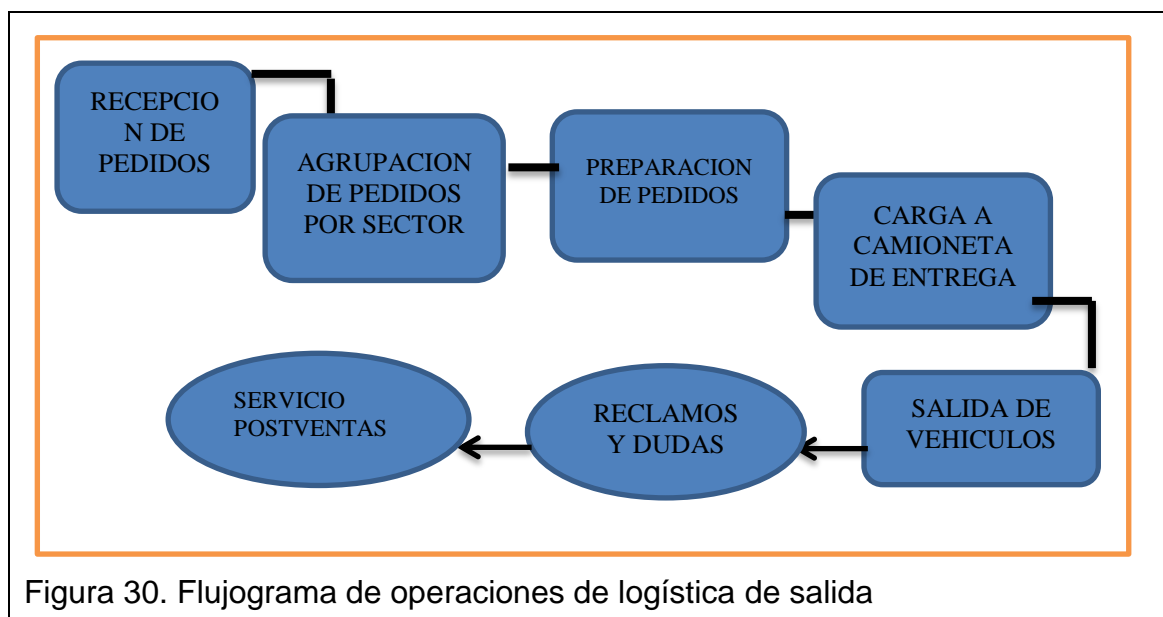 RECEPCIO
N DE
PEDIDOS
AGRUPACION
DE PEDIDOS
POR SECTOR
PREPARACION
DE PEDIDOS
CARGA A
CAMIONETA
DE ENTREGA
SALIDA DE
VEHICULOS
RECLAMOS
Y DUDAS
SERVICIO
POSTVENTAS
Figura 30. Flujograma de operaciones de logística de salida